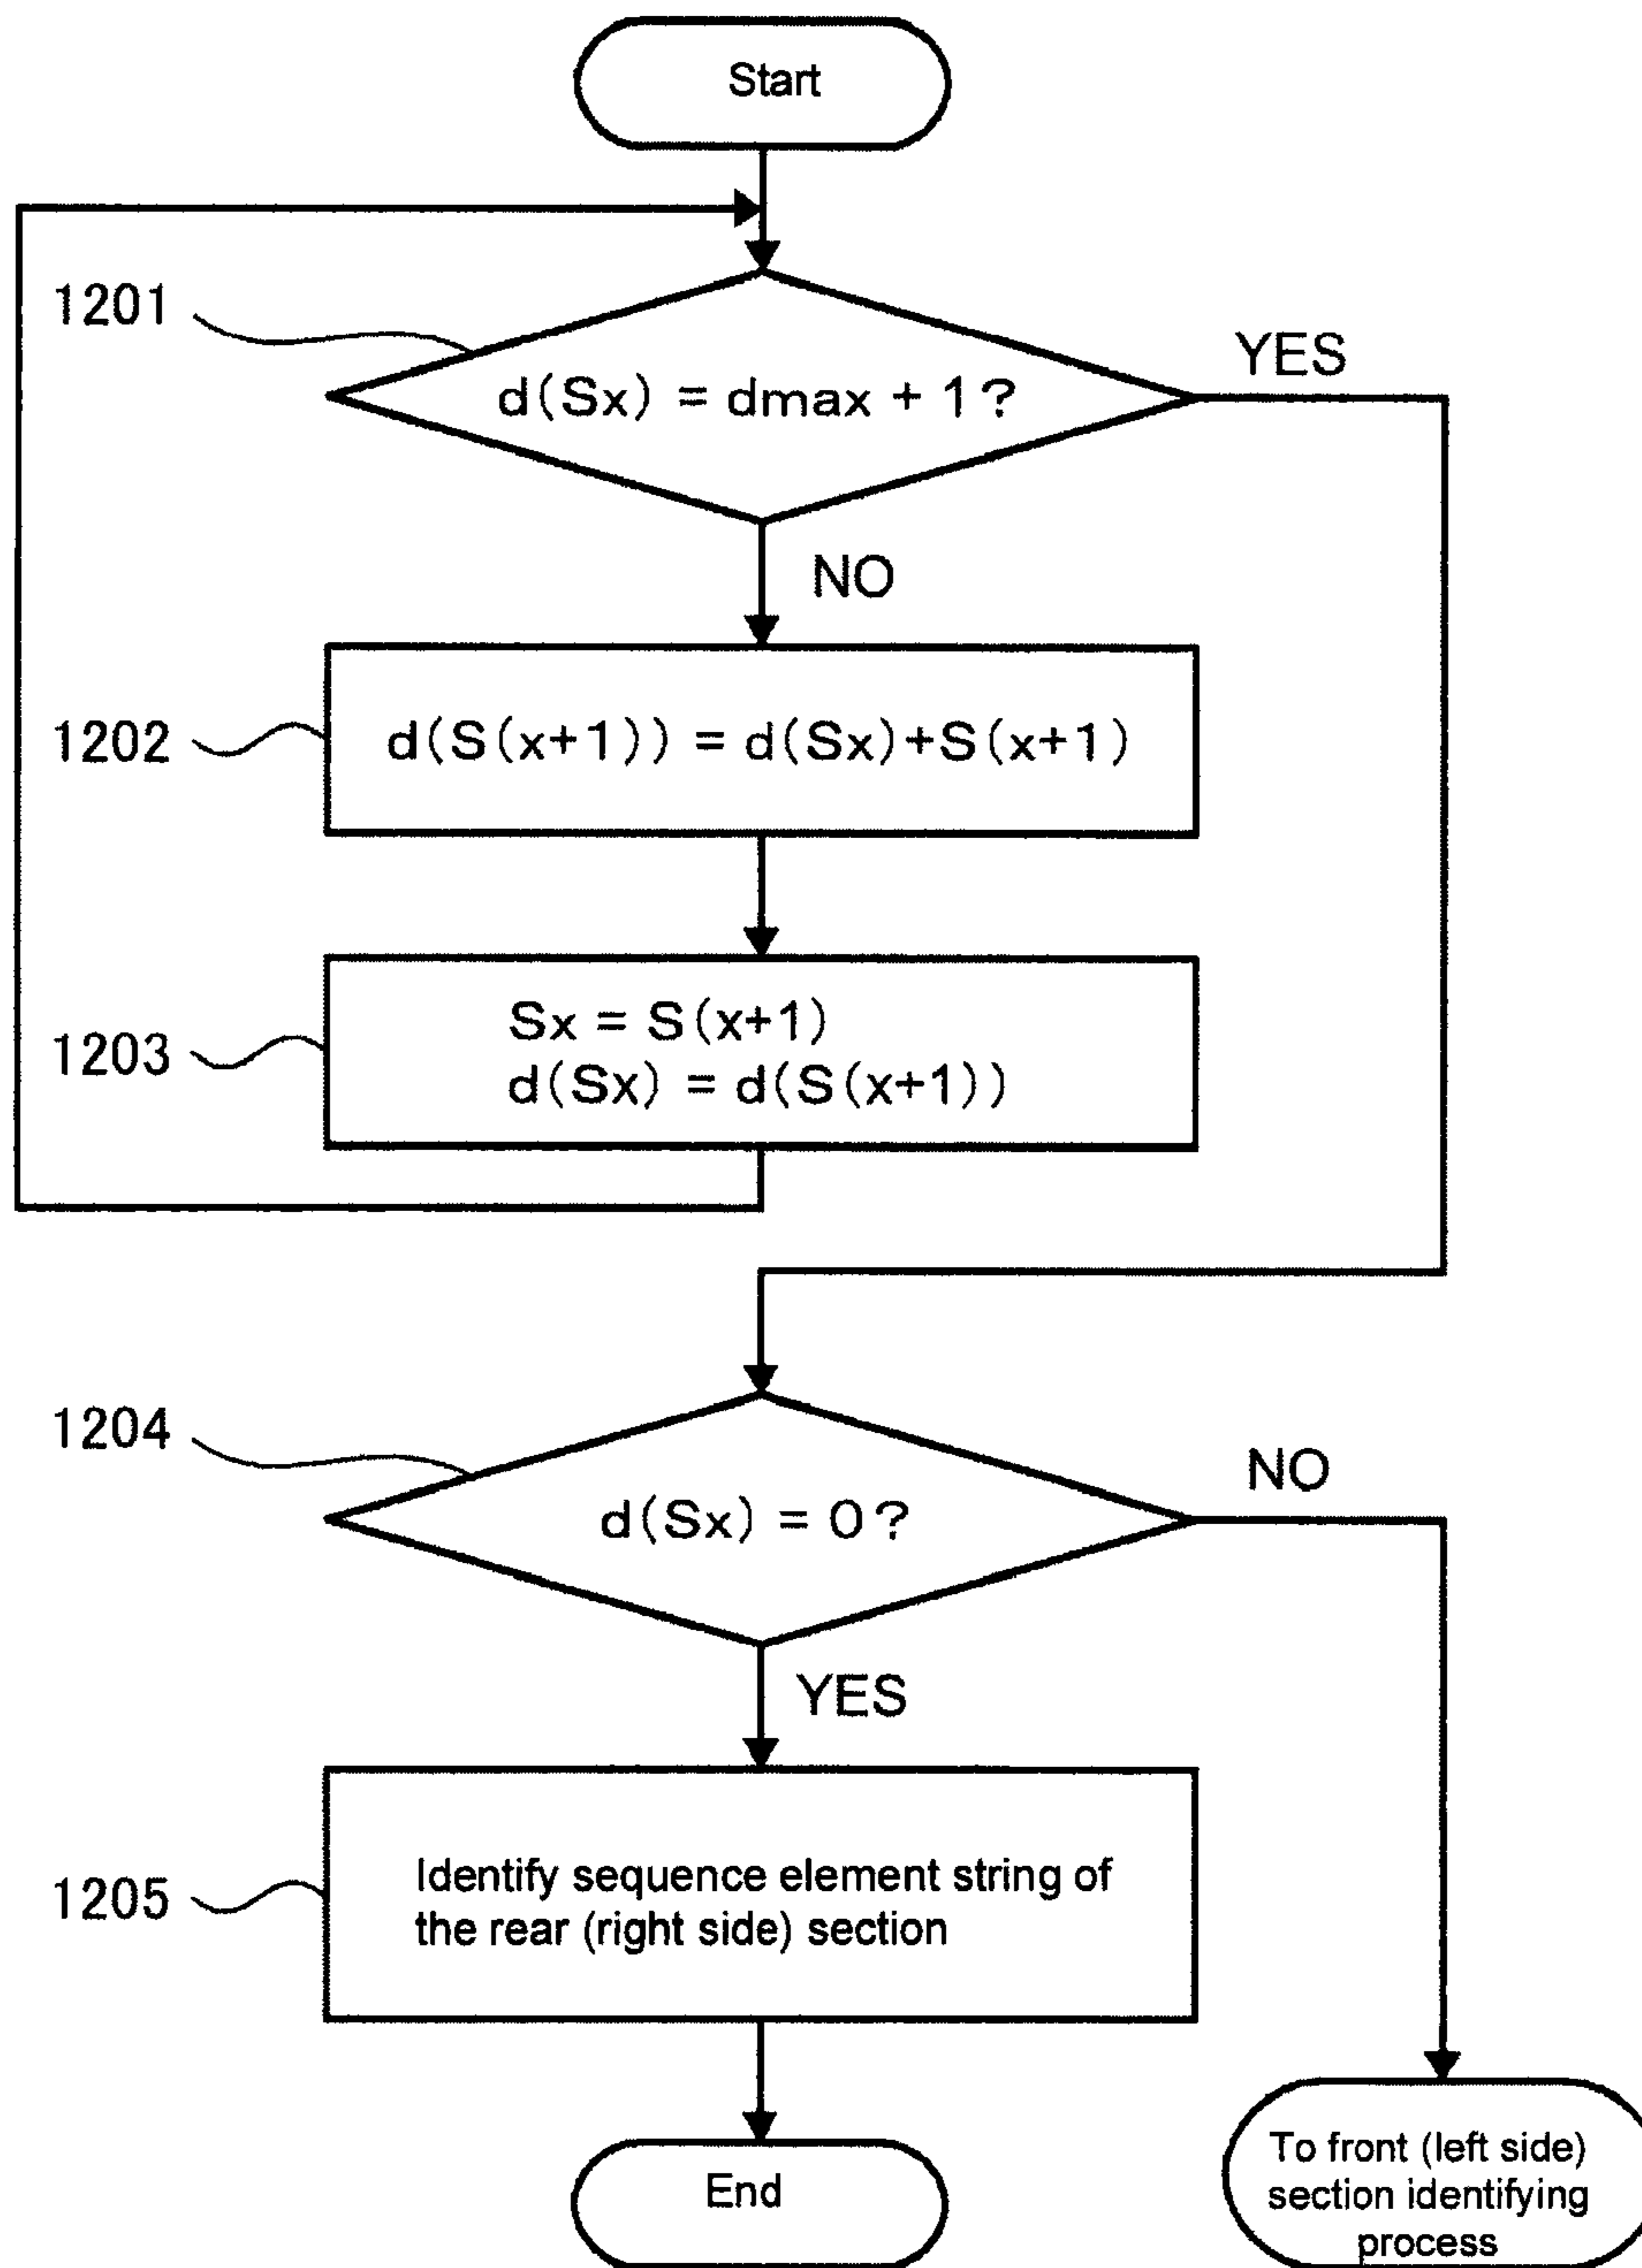 Start
1201
d(Sx) = dmax + 1?
YES
NO
1202
d(S(x+1)) = d(Sx)+S(x+1)
1203
Sx = S(x+1)
d(Sx) = d(S(x+1))
1204
d(Sx) = 0?
NO
YES
1205
Identify sequence element string of
the rear (right side) section
End
To front (left side)
section identifying
process